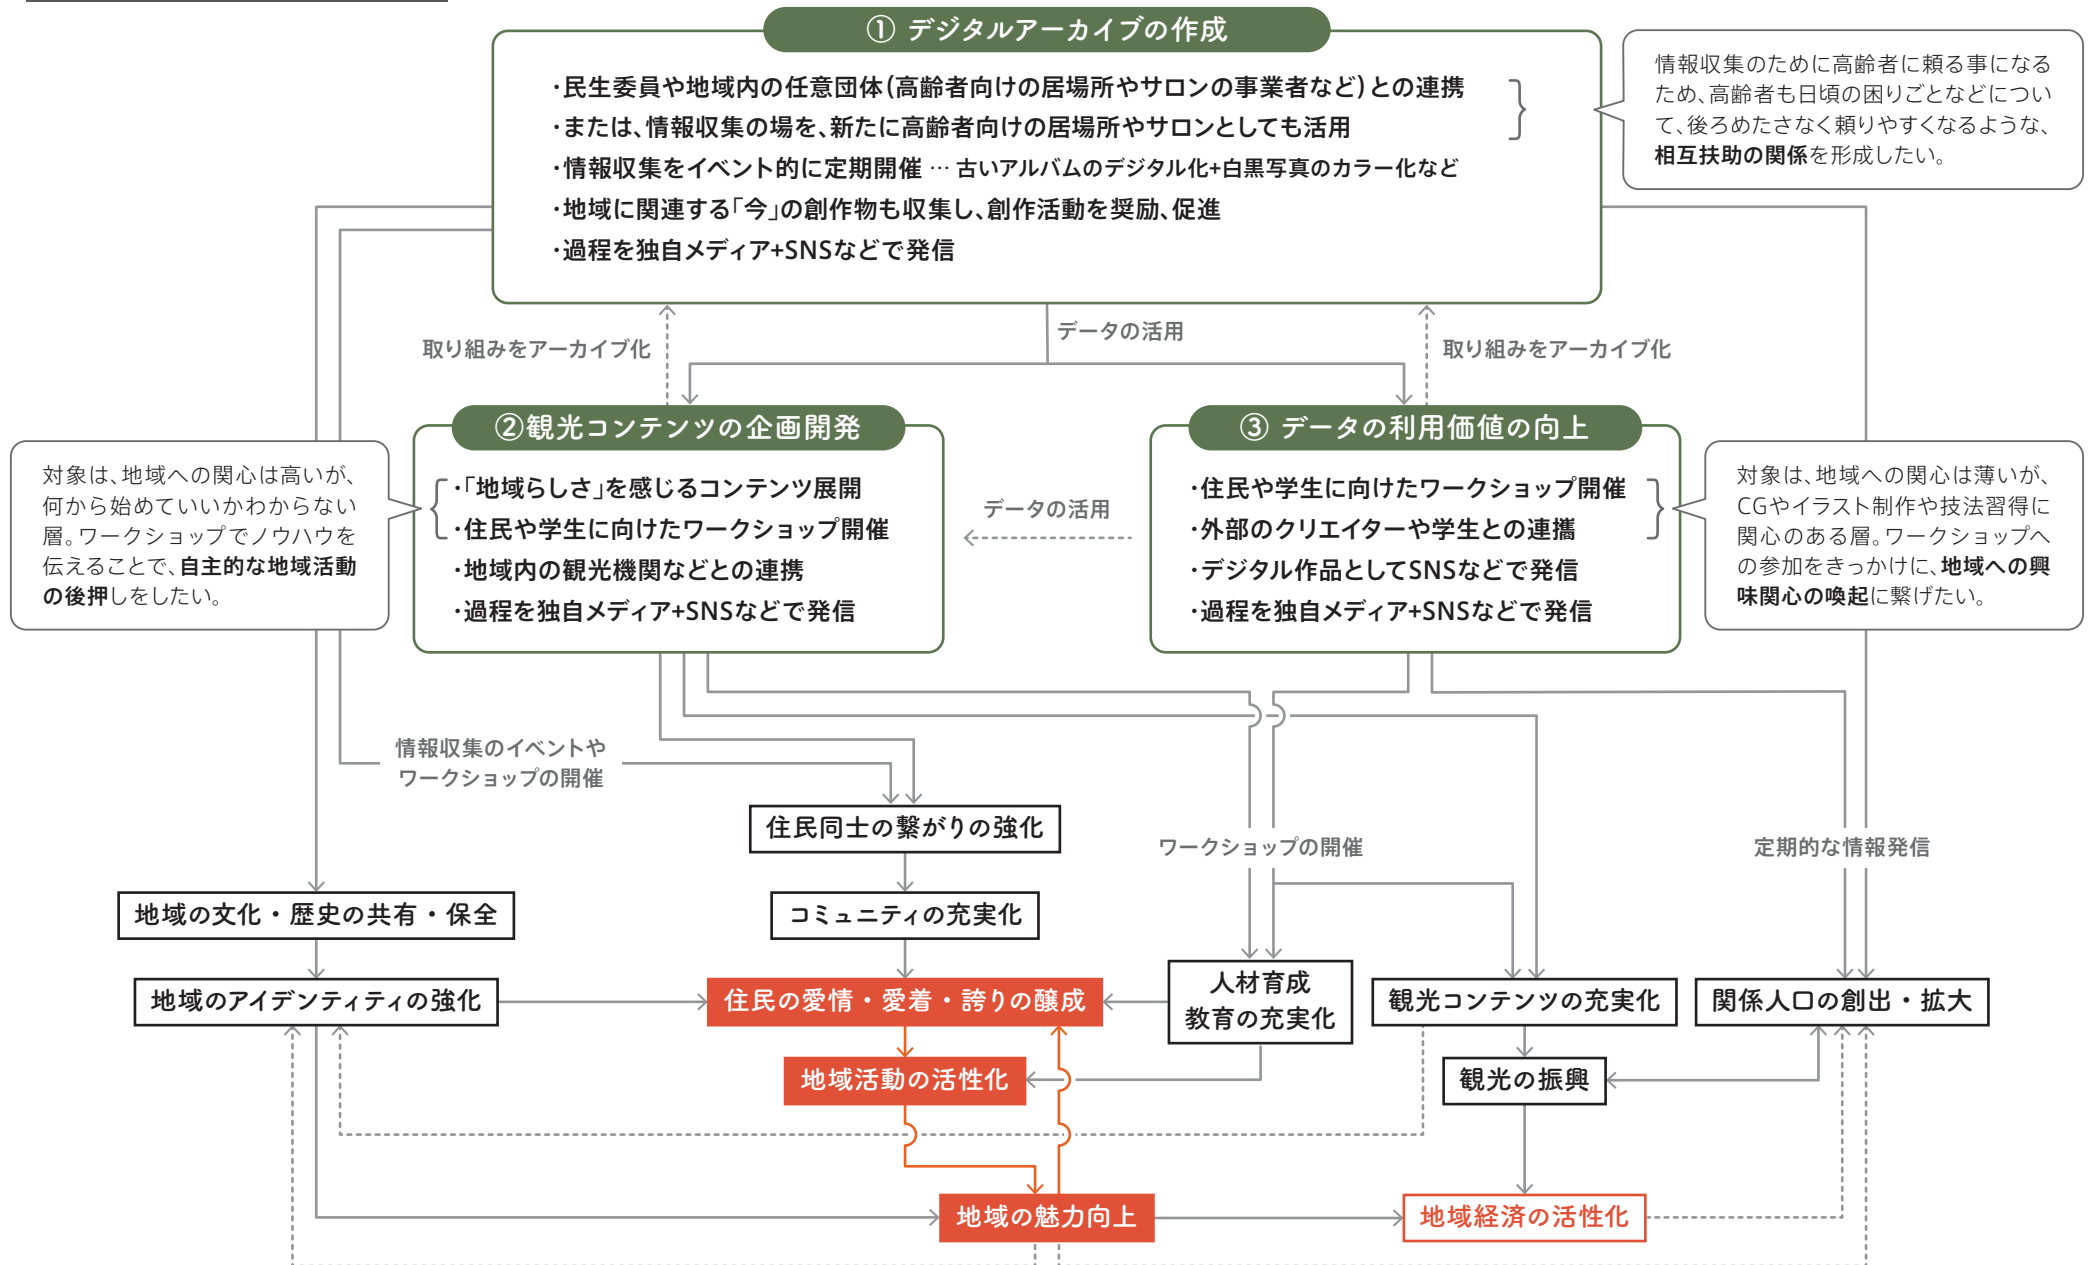 ① デジタルアーカイブの作成
・民生委員や地域内の任意団体(高齢者向けの居場所やサロンの事業者など)との連携
・または、情報収集の場を、新たに高齢者向けの居場所やサロンとしても活用
・情報収集をイベント的に定期開催 … 古いアルバムのデジタル化+白黒写真のカラー化など
・地域に関連する「今」の創作物も収集し、創作活動を奨励、促進
・過程を独自メディア+SNSなどで発信
情報収集のために高齢者に頼る事になる
ため、高齢者も日頃の困りごとなどについ
て、後ろめたさなく頼りやすくなるような、
相互扶助の関係を形成したい。
取り組みをアーカイブ化
データの活用
取り組みをアーカイブ化
②観光コンテンツの企画開発
・「地域らしさ」を感じるコンテンツ展開
・住民や学生に向けたワークショップ開催
・地域内の観光機関などとの連携
・過程を独自メディア+SNSなどで発信
対象は、地域への関心は高いが、
何から始めていいかわからない
層。ワークショップでノウハウを
伝えることで、自主的な地域活動
の後押しをしたい。
データの活用
③ データの利用価値の向上
・住民や学生に向けたワークショップ開催
・外部のクリエイターや学生との連攜
・デジタル作品としてSNSなどで発信
・過程を独自メディア+SNSなどで発信
対象は、地域への関心は薄いが、
CGやイラスト制作や技法習得に
関心のある層。ワークショップへ
の参加をきっかけに、地域への興
味関心の喚起に繋げたい。
情報収集のイベントや
ワークショップの開催
住民同士の繋がりの強化
ワークショップの開催
定期的な情報発信
地域の文化・歴史の共有・保全
コミュニティの充実化
地域のアイデンティティの強化
住民の愛情・愛着・誇りの醸成
人材育成
教育の充実化
観光コンテンツの充実化
関係人口の創出・拡大
地域活動の活性化
観光の振興
地域の魅力向上
地域経済の活性化